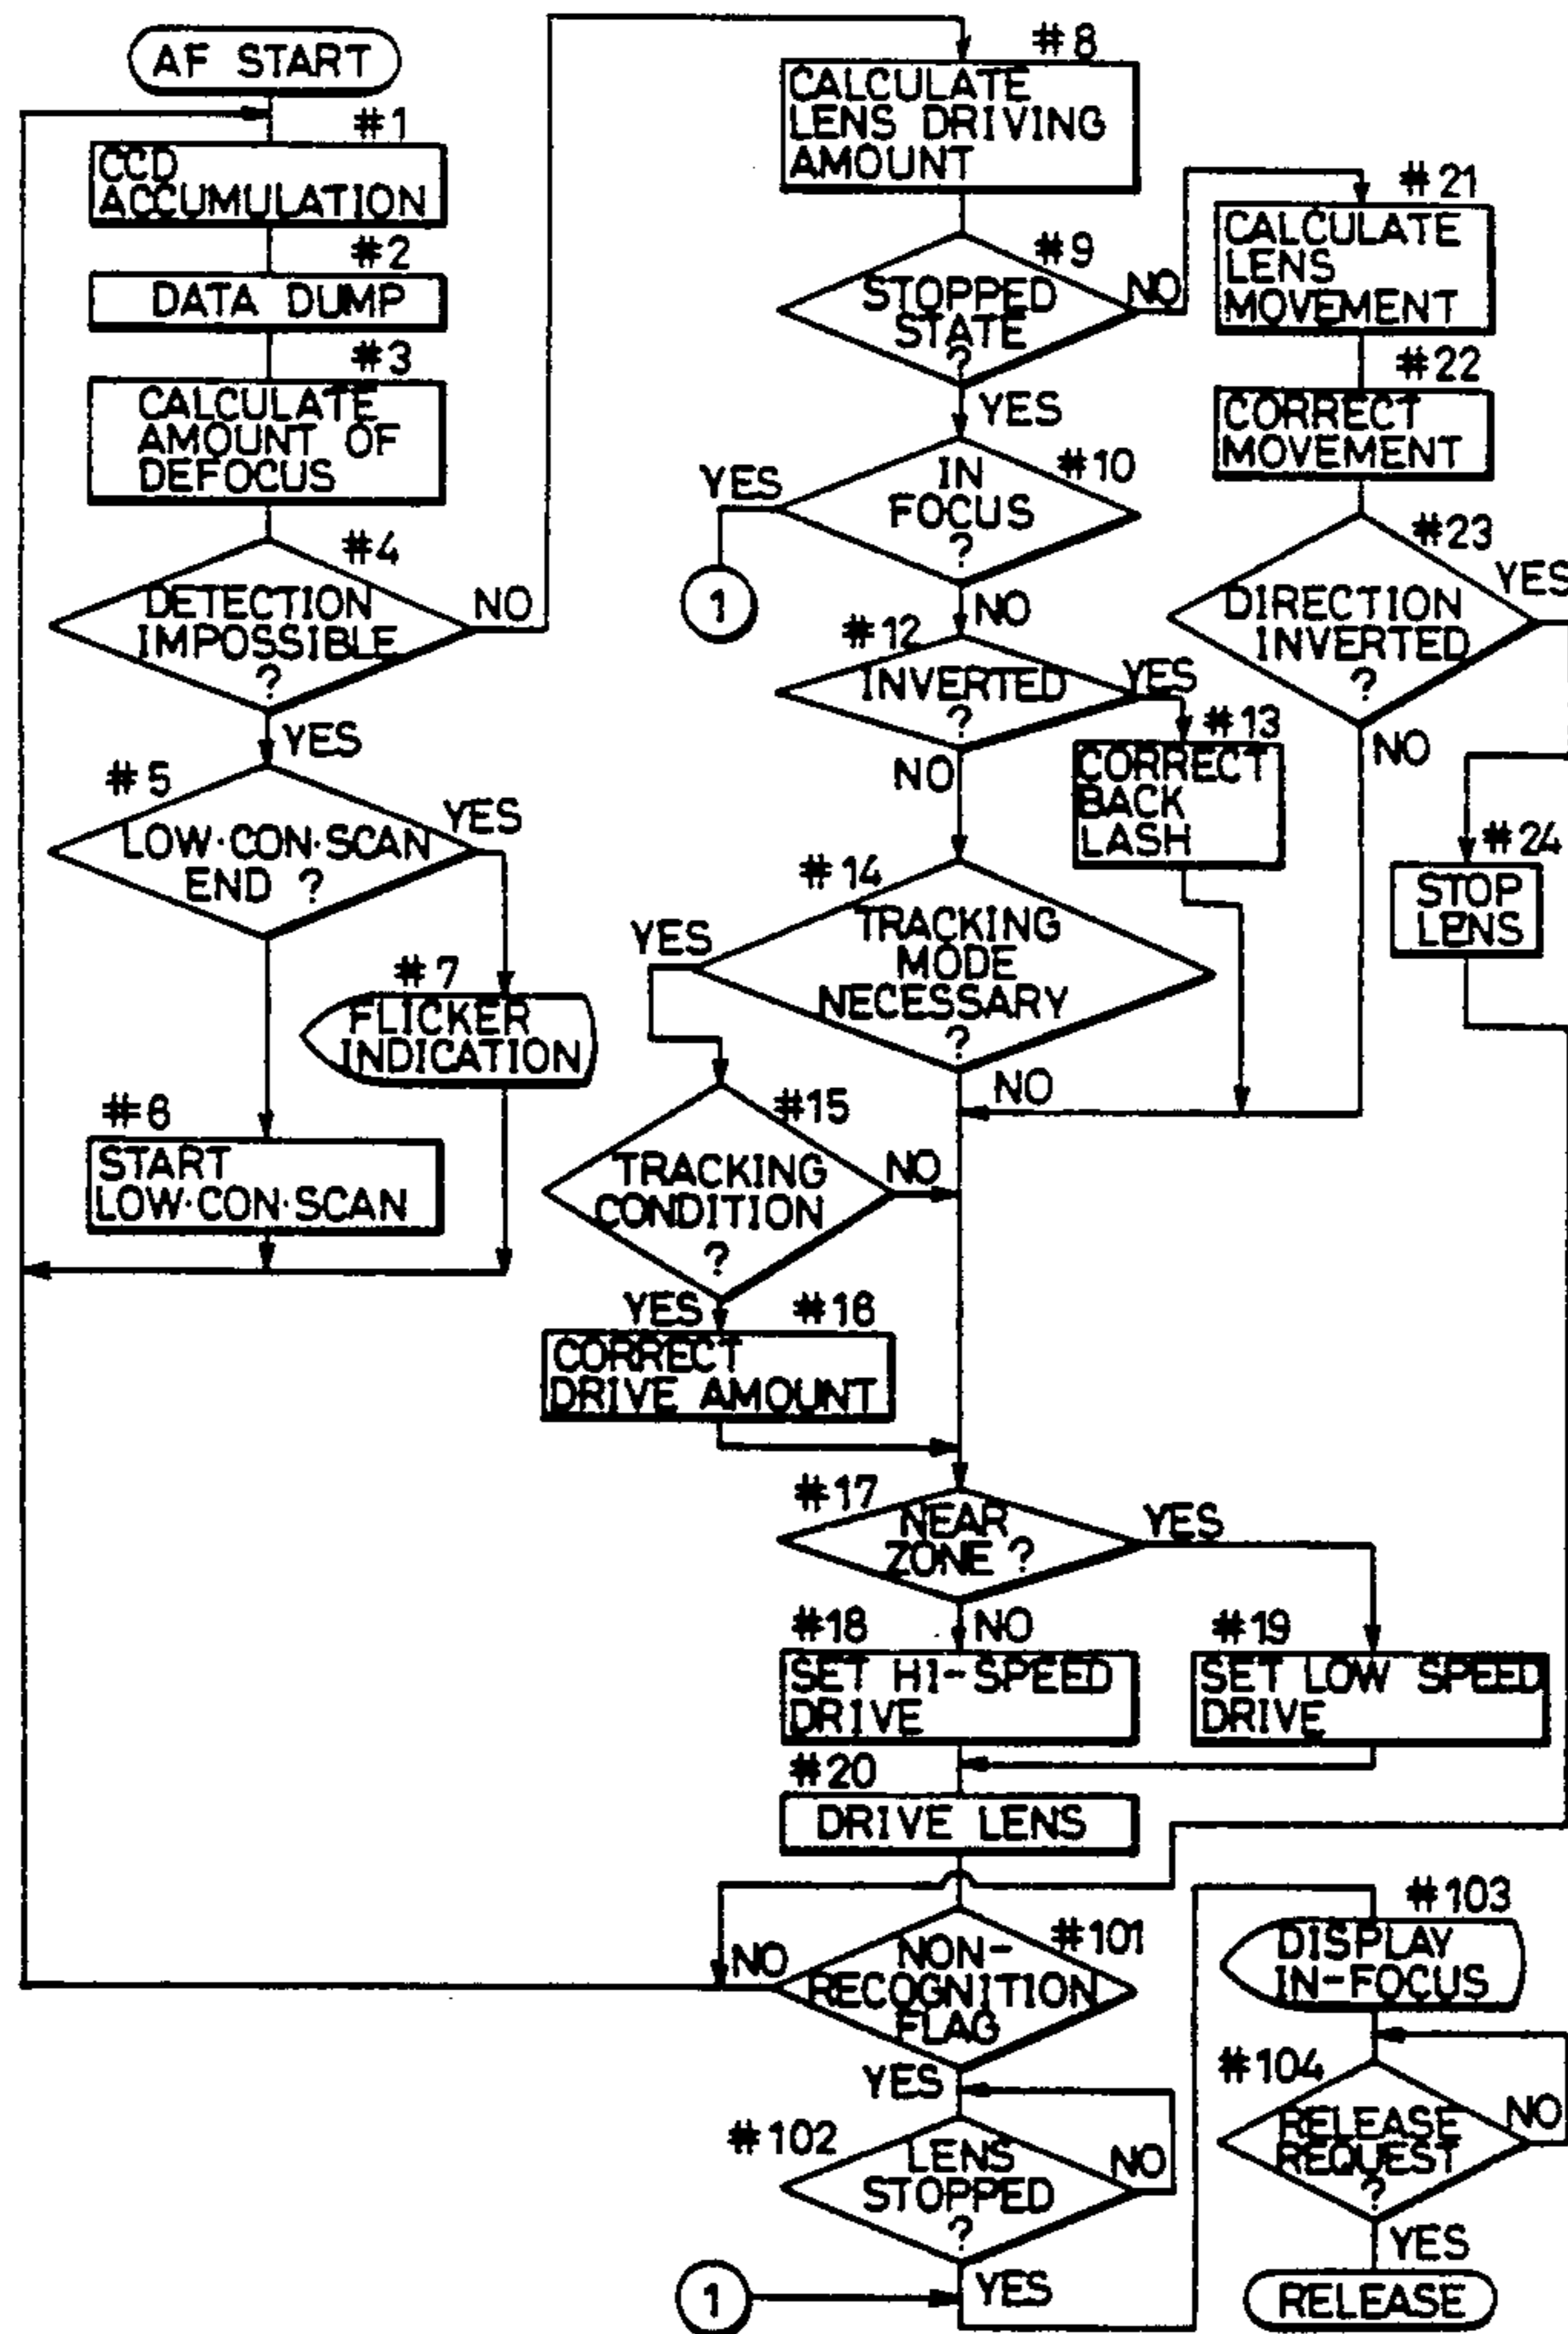 AF START
#1
CCD
ACCUMULATION
#2
DATA DUMP
#3
CALCULATE
AMOUNT OF
DEFOCUS
#4
DETECTION
IMPOSSIBLE
?
NO
YES
#5
LOW·CON·SCAN
END ?
YES
#7
FLICKER
INDICATION
#6
START
LOW·CON·SCAN
#8
CALCULATE
LENS DRIVING
AMOUNT
#9
STOPPED
STATE
?
NO
YES
#10
IN
FOCUS
?
YES
1
NO
#12
INVERTED
?
YES
NO
#13
CORRECT
BACK
LASH
#14
TRACKING
MODE
NECESSARY
?
YES
NO
#15
TRACKING
CONDITION
?
NO
YES
#16
CORRECT
DRIVE AMOUNT
#17
NEAR
ZONE ?
YES
NO
#18
SET HI-SPEED
DRIVE
#19
SET LOW SPEED
DRIVE
#20
DRIVE LENS
#21
CALCULATE
LENS
MOVEMENT
#22
CORRECT
MOVEMENT
#23
DIRECTION
INVERTED
?
YES
NO
#24
STOP
LENS
#101
NON-
RECOGNITION
FLAG
NO
YES
#102
LENS
STOPPED
?
NO
YES
1
#103
DISPLAY
IN-FOCUS
#104
RELEASE
REQUEST
?
NO
YES
RELEASE